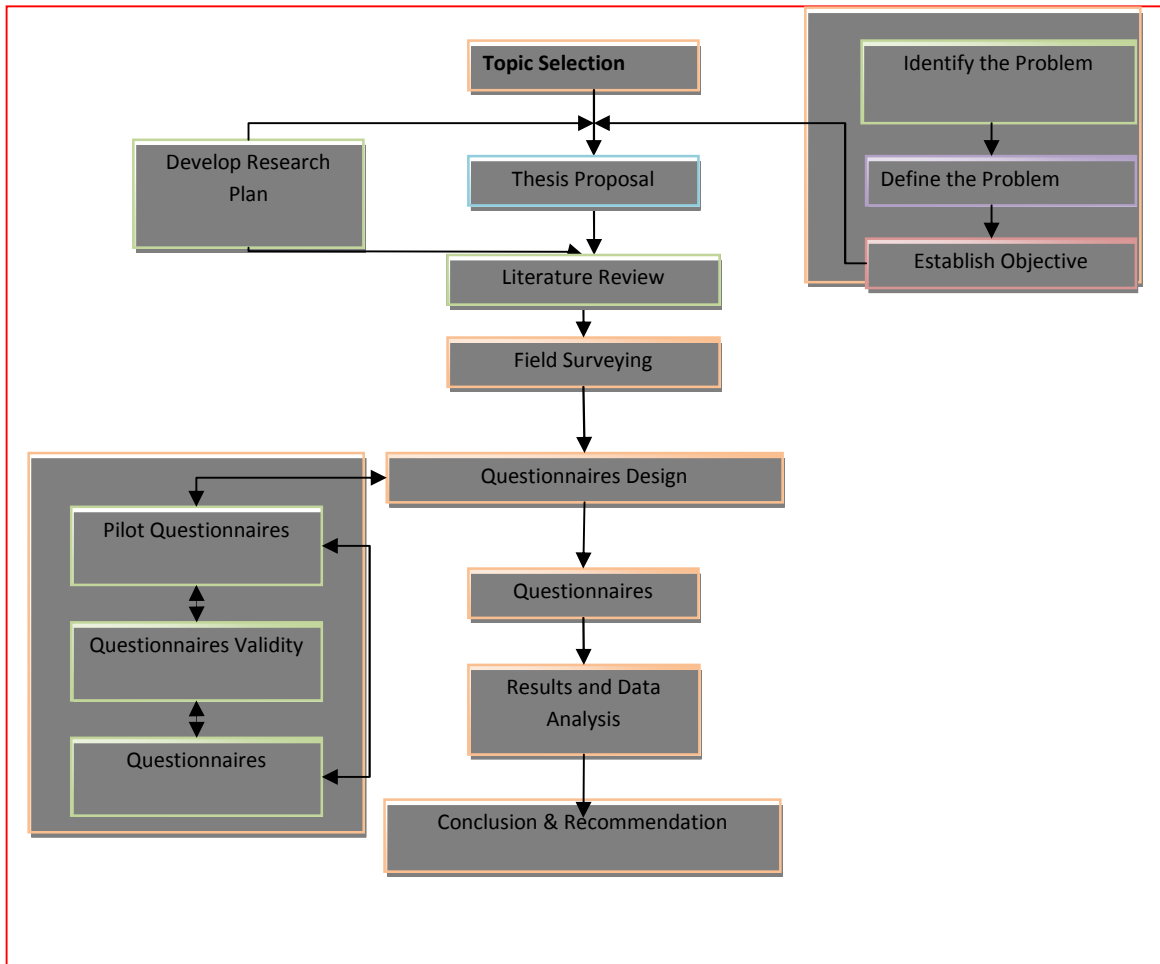 Topic Selection
Identify the Problem
Develop Research
Plan
Thesis Proposal
Define the Problem
Establish Objective
Literature Review
Field Surveying
Questionnaires Design
Pilot Questionnaires
Questionnaires
Questionnaires Validity
Results and Data
Analysis
Questionnaires
Conclusion & Recommendation